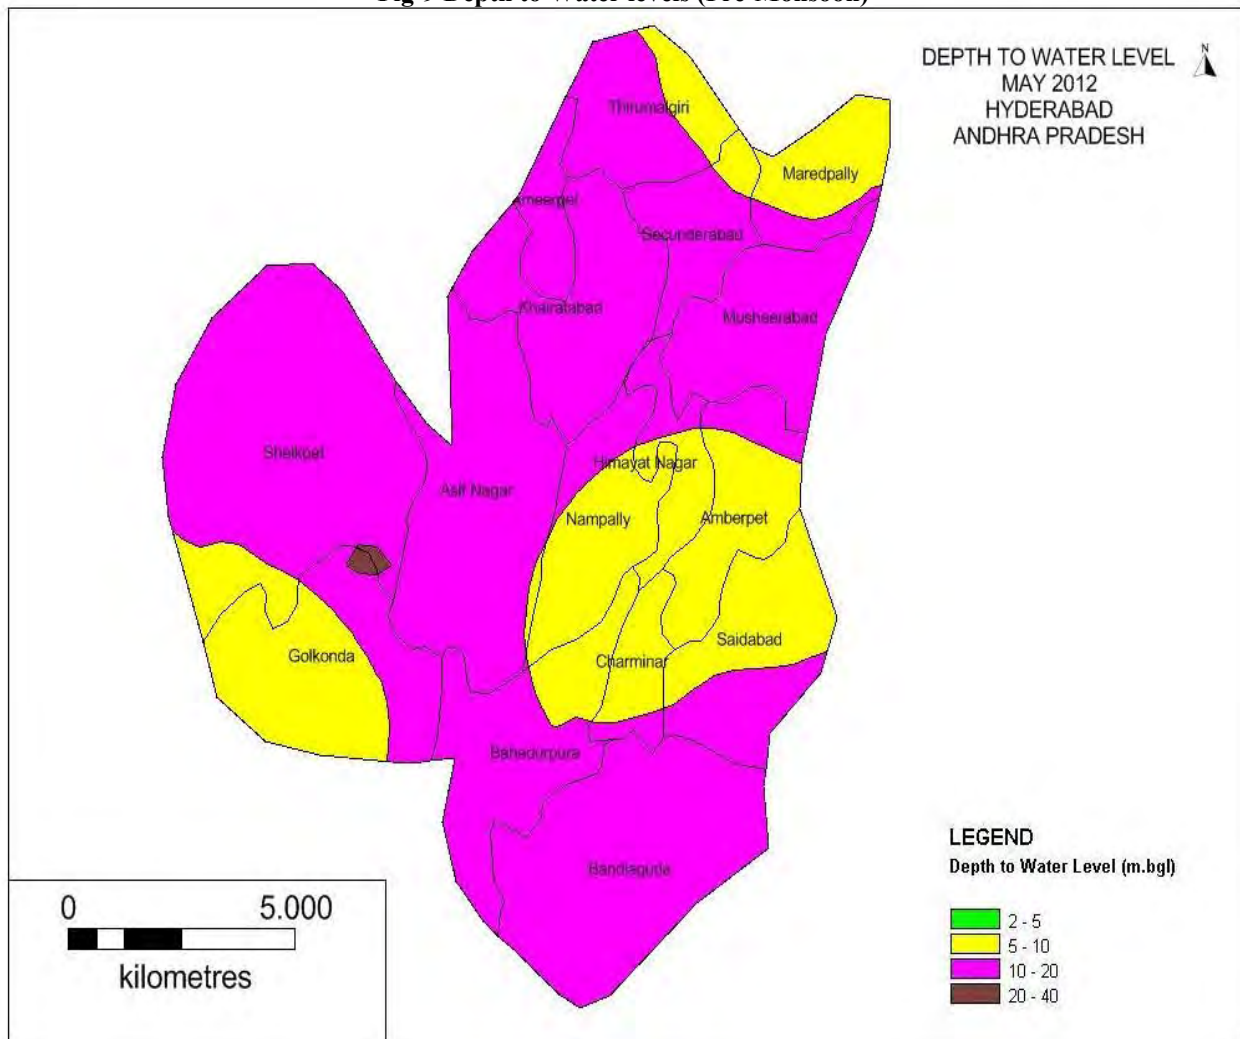 Fig 9 Depth to Water levels (Pre Monsoon)
DEPTH TO WATER LEVEL
MAY 2012
HYDERABAD
ANDHRA PRADESH
N
Thirumalgiri
Maredpally
Ameerpet
Secunderabad
Khairatabad
Musheerabad
Sheikpet
Asif Nagar
Himayat Nagar
Nampally
Amberpet
Golkonda
Charminar
Saidabad
Bahadurpura
Bandlaguda
LEGEND
Depth to Water Level (m.bgl)
2 - 5
5 - 10
10 - 20
20 - 40
0 5.000
kilometres